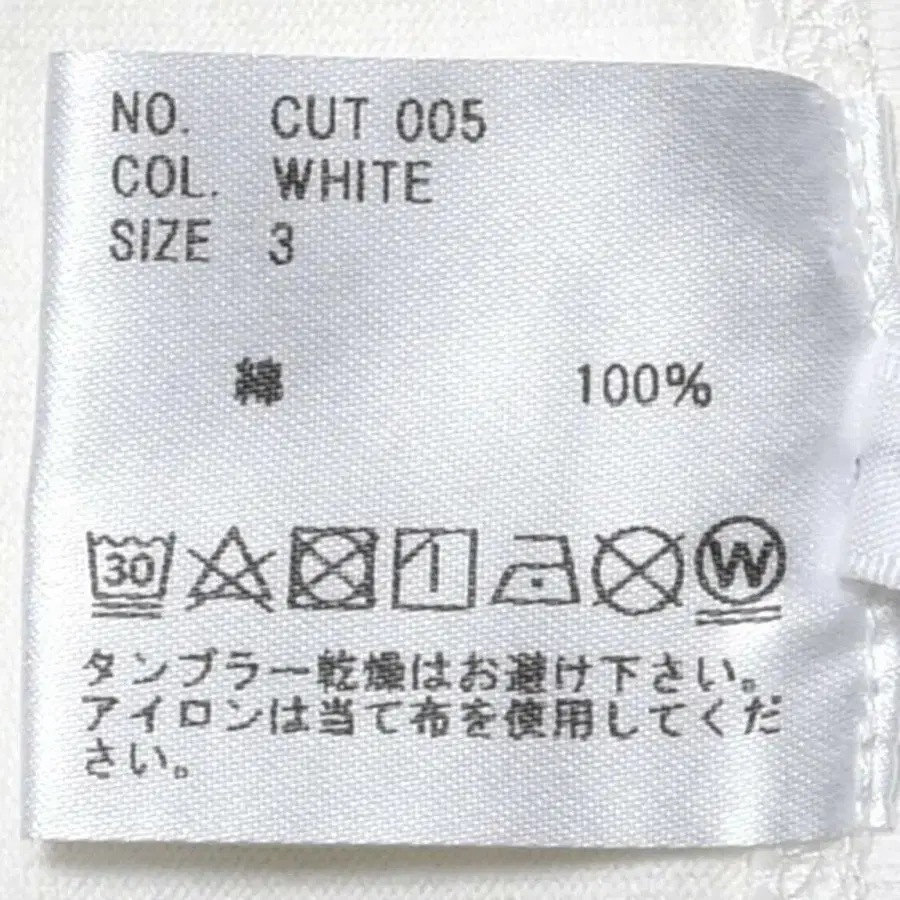 NO. CUT 005
COL. WHITE
SIZE 3
綿 100%
30 W
タンブラー乾燥はお避け下さい。
アイロンは当て布を使用してくだ
さい。